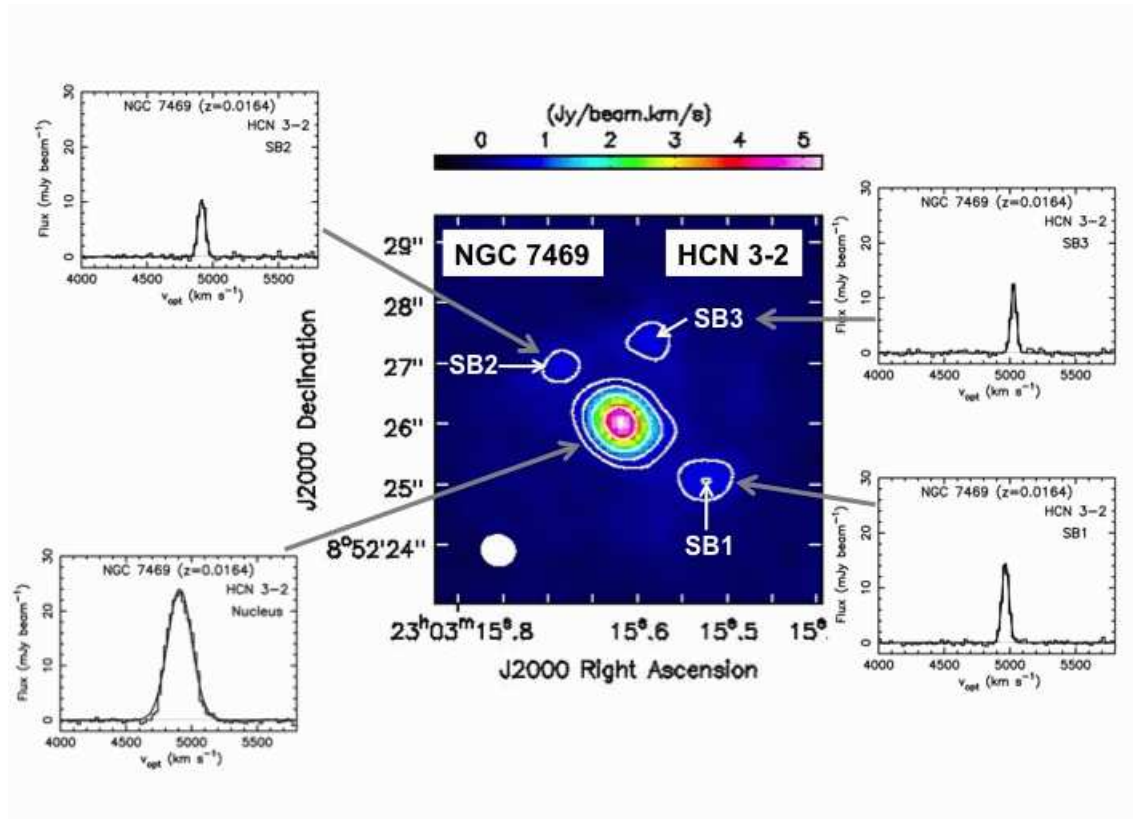 NGC 7469 (z=0.0164)
HCN 3-2
SB2
Flux (mJy beam⁻¹)
0 10 20 30
4000 4500 5000 5500
v_opt (km s⁻¹)
(Jy/beam.km/s)
0 1 2 3 4 5
NGC 7469 HCN 3-2
SB3
SB2
SB1
J2000 Declination
29"
28"
27"
26"
25"
8°52'24"
23ʰ03ᵐ15ˢ.8 15ˢ.6 15ˢ.5 15ˢ.
J2000 Right Ascension
NGC 7469 (z=0.0164)
HCN 3-2
SB3
Flux (mJy beam⁻¹)
0 10 20 30
4000 4500 5000 5500
v_opt (km s⁻¹)
NGC 7469 (z=0.0164)
HCN 3-2
Nucleus
Flux (mJy beam⁻¹)
0 10 20 30
4000 4500 5000 5500
v_opt (km s⁻¹)
NGC 7469 (z=0.0164)
HCN 3-2
SB1
Flux (mJy beam⁻¹)
0 10 20 30
4000 4500 5000 5500
v_opt (km s⁻¹)